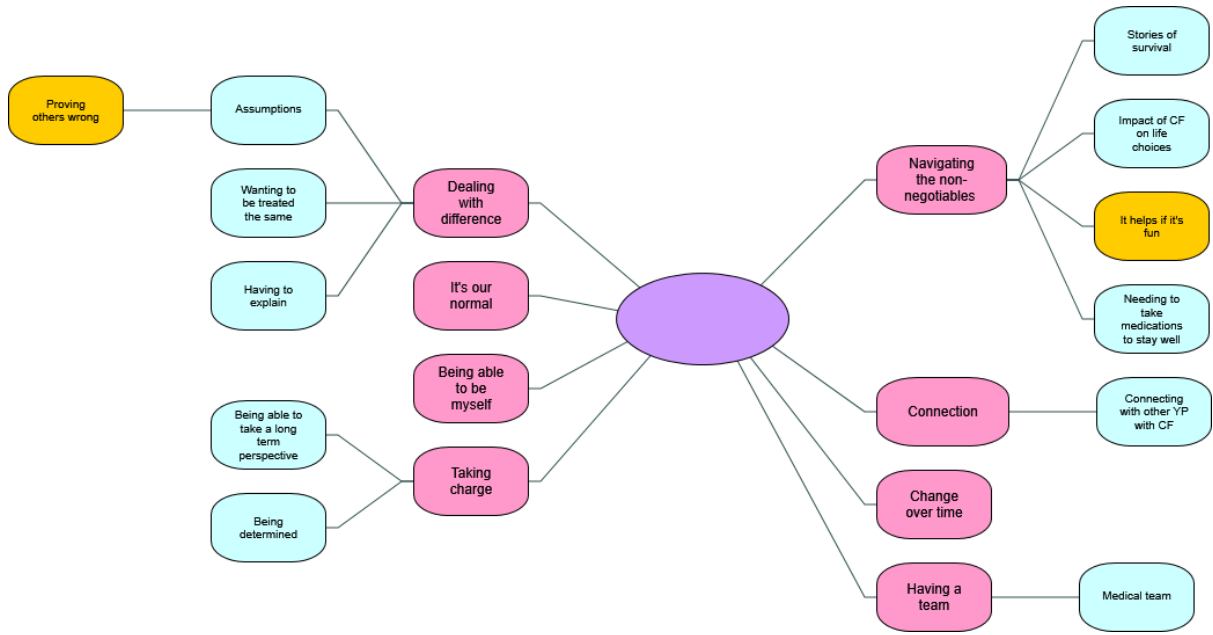 Proving
others wrong
Assumptions
Wanting to
be treated
the same
Having to
explain
Dealing
with
difference
It's our
normal
Being able
to be
myself
Being able to
take a long
term
perspective
Being
determined
Taking
charge
Navigating
the non-
negotiables
Stories of
survival
Impact of CF
on life
choices
It helps if it's
fun
Needing to
take
medications
to stay well
Connection
Connecting
with other YP
with CF
Change
over time
Having a
team
Medical team